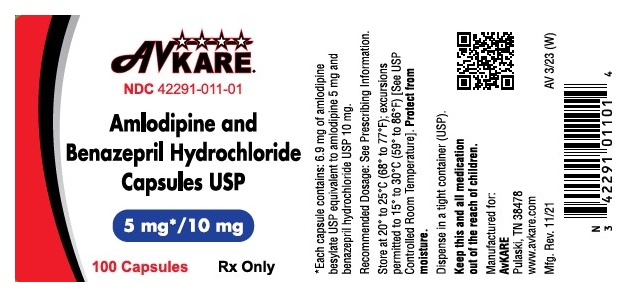 AVKARE.
NDC 42291-011-01
Amlodipine and
Benazepril Hydrochloride
Capsules USP
5 mg*/10 mg
100 Capsules Rx Only
*Each capsule contains: 6.9 mg of amlodipine
besylate USP equivalent to amlodipine 5 mg and
benazepril hydrochloride USP 10 mg.
Recommended Dosage: See Prescribing Information.
Store at 20° to 25°C (68° to 77°F); excursions
permitted to 15° to 30°C (59° to 86°F) [See USP
Controlled Room Temperature]. Protect from
moisture.
Dispense in a tight container (USP).
Keep this and all medication
out of the reach of children.
Manufactured for:
AvKARE
Pulaski, TN 38478
www.avkare.com
Mfg. Rev. 11/21
AV 3/23 (W)
N
3 42291 01101 4